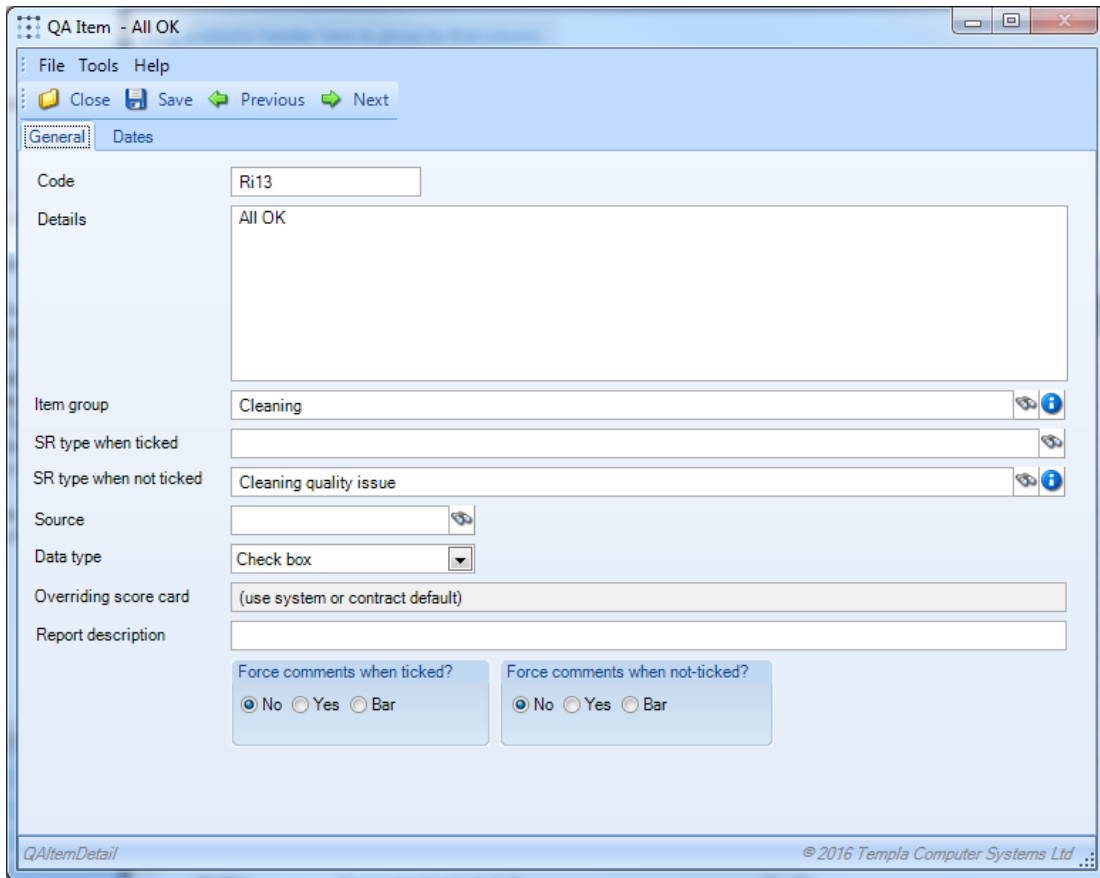 QA Item - All OK
File Tools Help
Close Save Previous Next
General Dates
Code Ri13
Details All OK
Item group Cleaning
SR type when ticked
SR type when not ticked Cleaning quality issue
Source
Data type Check box
Overriding score card (use system or contract default)
Report description
Force comments when ticked? Force comments when not-ticked?
No Yes Bar No Yes Bar
QAItemDetail © 2016 Templa Computer Systems Ltd